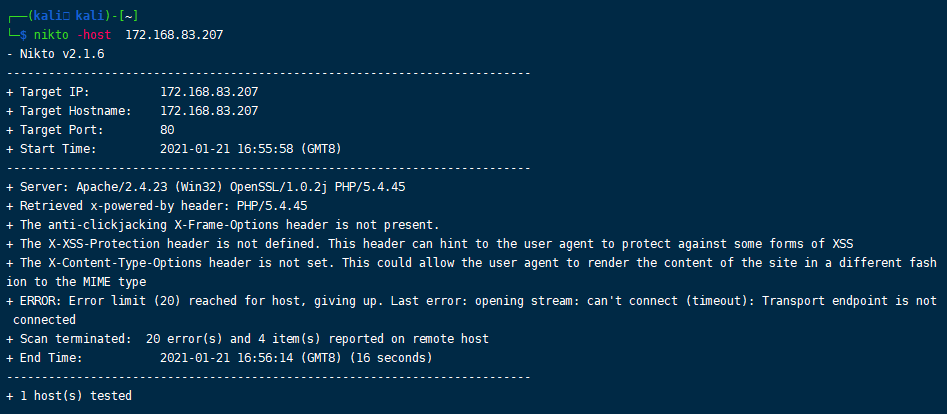 ┌──(kali㉿kali)-[~]
└─$ nikto -host  172.168.83.207
- Nikto v2.1.6
---------------------------------------------------------------------------
+ Target IP:          172.168.83.207
+ Target Hostname:    172.168.83.207
+ Target Port:        80
+ Start Time:         2021-01-21 16:55:58 (GMT8)
---------------------------------------------------------------------------
+ Server: Apache/2.4.23 (Win32) OpenSSL/1.0.2j PHP/5.4.45
+ Retrieved x-powered-by header: PHP/5.4.45
+ The anti-clickjacking X-Frame-Options header is not present.
+ The X-XSS-Protection header is not defined. This header can hint to the user agent to protect against some forms of XSS
+ The X-Content-Type-Options header is not set. This could allow the user agent to render the content of the site in a different fash
ion to the MIME type
+ ERROR: Error limit (20) reached for host, giving up. Last error: opening stream: can't connect (timeout): Transport endpoint is not
 connected
+ Scan terminated:  20 error(s) and 4 item(s) reported on remote host
+ End Time:           2021-01-21 16:56:14 (GMT8) (16 seconds)
---------------------------------------------------------------------------
+ 1 host(s) tested